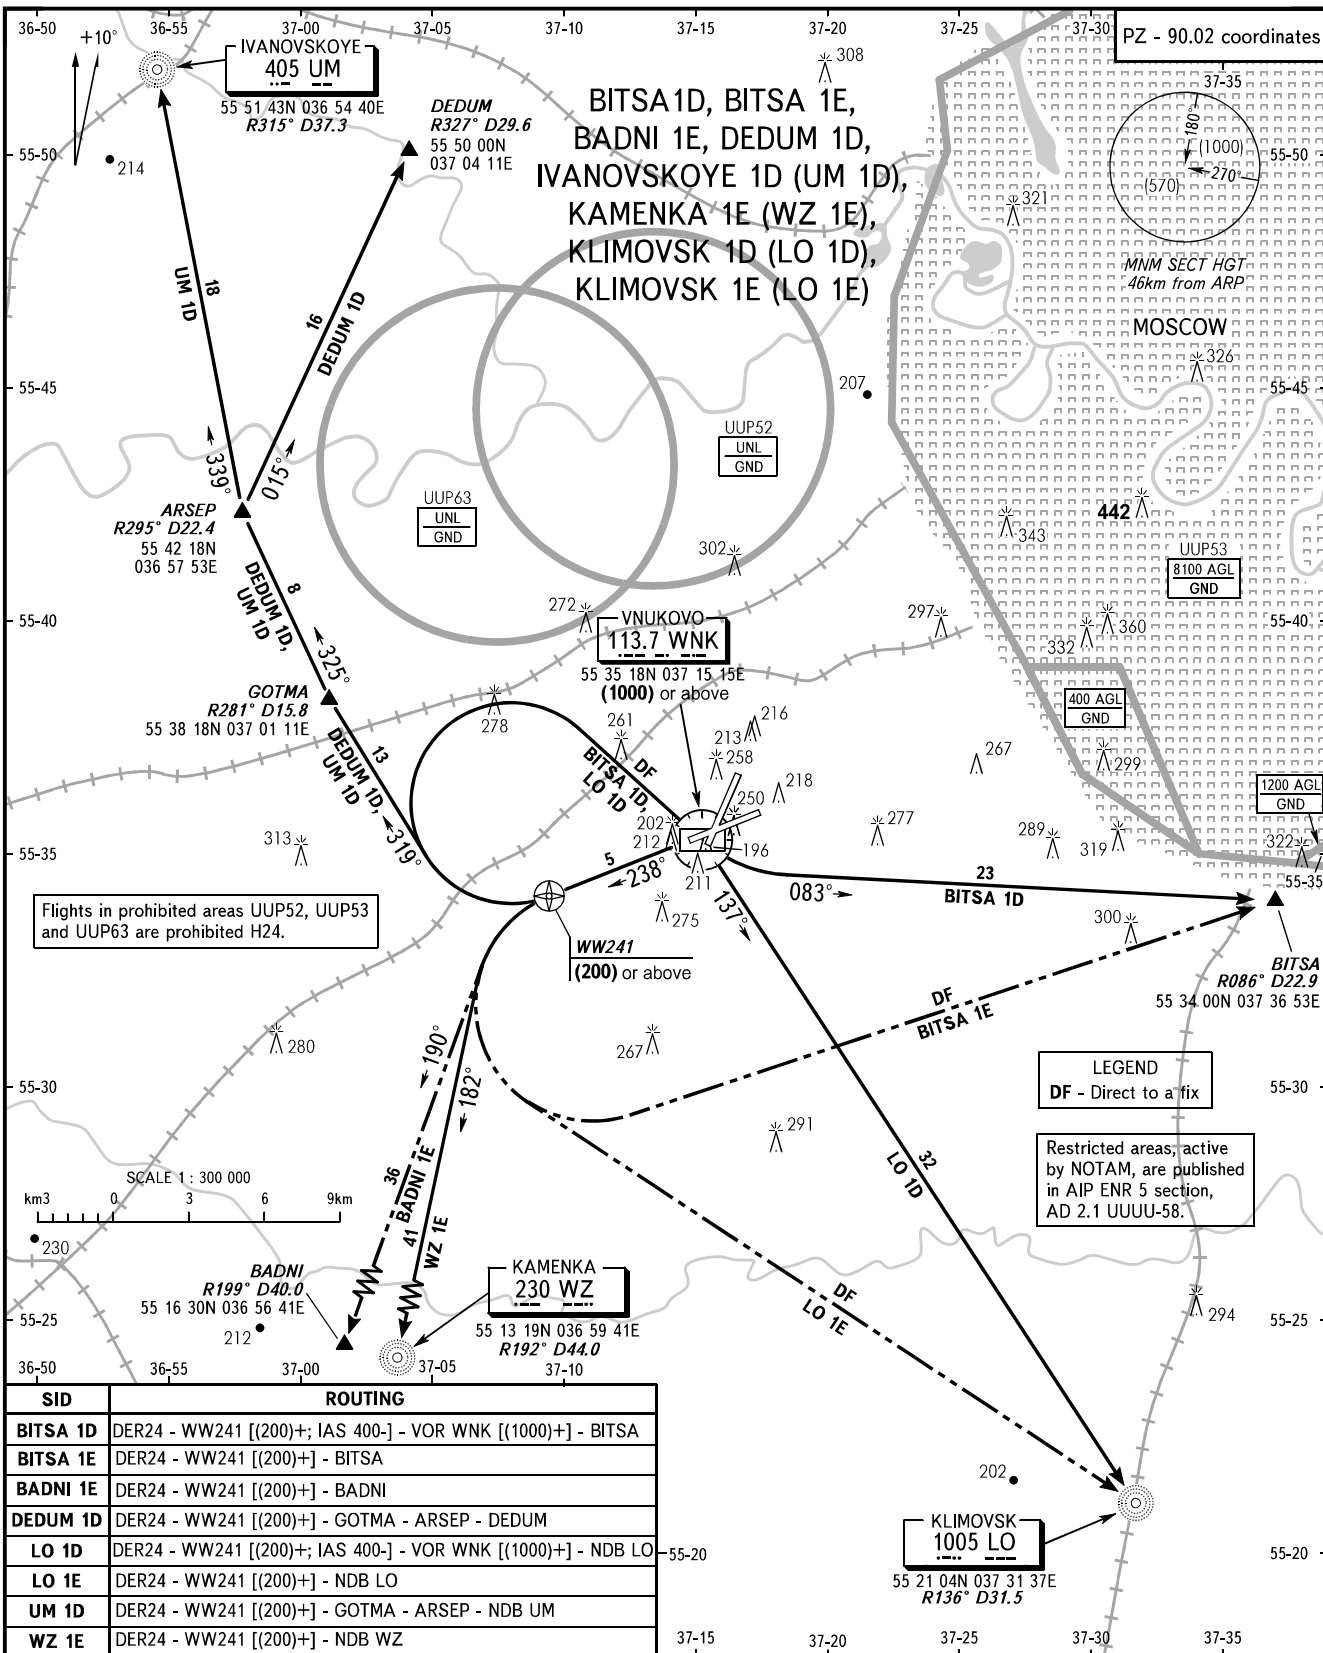 36-50
36-55
37-00
37-05
37-10
37-15
37-20
37-25
37-30
PZ - 90.02 coordinates
37-35
+10°
IVANOVSKOYE
405 UM
55 51 43N 036 54 40E
R315° D37.3
DEDUM
R327° D29.6
55 50 00N
037 04 11E
308
BITSA1D, BITSA 1E,
BADNI 1E, DEDUM 1D,
IVANOVSKOYE 1D (UM 1D),
KAMENKA 1E (WZ 1E),
KLIMOVSK 1D (LO 1D),
KLIMOVSK 1E (LO 1E)
180°
(1000)
270°
(570)
MNM SECT HGT
46km from ARP
55-50
55-50
214
321
MOSCOW
326
18
UM 1D
16
DEDUM 1D
55-45
55-45
207
UUP52
UNL
GND
UUP63
UNL
GND
339°
015°
ARSEP
R295° D22.4
55 42 18N
036 57 53E
442
343
UUP53
8100 AGL
GND
302
8
DEDUM 1D,
UM 1D
272
297
332
360
55-40
55-40
VNUKOVO
113.7 WNK
55 35 18N 037 15 15E
(1000) or above
325°
GOTMA
R281° D15.8
55 38 18N 037 01 11E
400 AGL
GND
278
261
216
213
258
267
299
13
DEDUM 1D,
UM 1D
DF
BITSA 1D,
LO 1D
218
250
1200 AGL
GND
313
319°
202
212
196
211
277
289
319
322
55-35
55-35
5
238°
137°
083°
23
BITSA 1D
Flights in prohibited areas UUP52, UUP53
and UUP63 are prohibited H24.
275
300
WW241
(200) or above
BITSA
R086° D22.9
55 34 00N 037 36 53E
DF
BITSA 1E
280
190°
182°
267
55-30
55-30
LEGEND
DF - Direct to a fix
291
Restricted areas, active
by NOTAM, are published
in AIP ENR 5 section,
AD 2.1 UUUU-58.
32
LO 1D
SCALE 1 : 300 000
km3 0 3 6 9km
36
BADNI 1E
41
WZ 1E
230
BADNI
R199° D40.0
55 16 30N 036 56 41E
212
KAMENKA
230 WZ
55 13 19N 036 59 41E
R192° D44.0
DF
LO 1E
294
55-25
55-25
36-50
36-55
37-00
37-05
37-10
SID ROUTING
BITSA 1D DER24 - WW241 [(200)+; IAS 400-] - VOR WNK [(1000)+] - BITSA
BITSA 1E DER24 - WW241 [(200)+] - BITSA
BADNI 1E DER24 - WW241 [(200)+] - BADNI
DEDUM 1D DER24 - WW241 [(200)+] - GOTMA - ARSEP - DEDUM
LO 1D DER24 - WW241 [(200)+; IAS 400-] - VOR WNK [(1000)+] - NDB LO
LO 1E DER24 - WW241 [(200)+] - NDB LO
UM 1D DER24 - WW241 [(200)+] - GOTMA - ARSEP - NDB UM
WZ 1E DER24 - WW241 [(200)+] - NDB WZ
202
KLIMOVSK
1005 LO
55 21 04N 037 31 37E
R136° D31.5
55-20
55-20
37-15
37-20
37-25
37-30
37-35